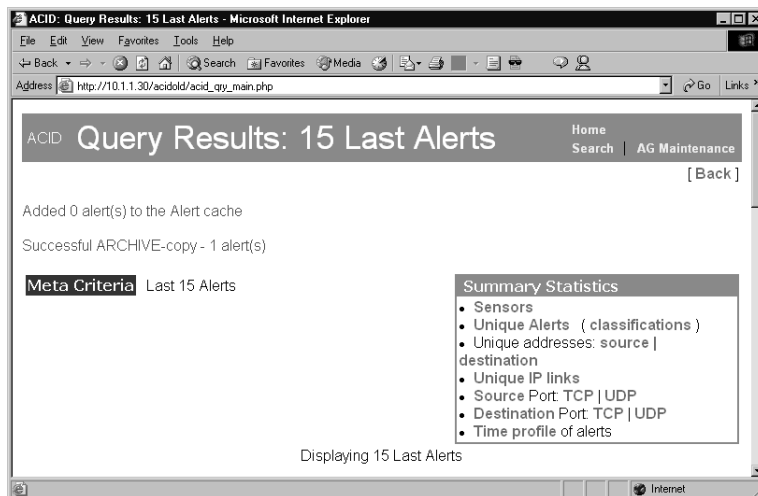 ACID: Query Results: 15 Last Alerts - Microsoft Internet Explorer
File Edit View Favorites Tools Help
Back Search Favorites Media
Address http://10.1.1.30/acidold/acid_qry_main.php Go Links »
ACID Query Results: 15 Last Alerts
Home
Search | AG Maintenance
[ Back ]
Added 0 alert(s) to the Alert cache
Successful ARCHIVE-copy - 1 alert(s)
Meta Criteria Last 15 Alerts
Summary Statistics
• Sensors
• Unique Alerts ( classifications )
• Unique addresses: source |
destination
• Unique IP links
• Source Port: TCP | UDP
• Destination Port: TCP | UDP
• Time profile of alerts
Displaying 15 Last Alerts
Internet